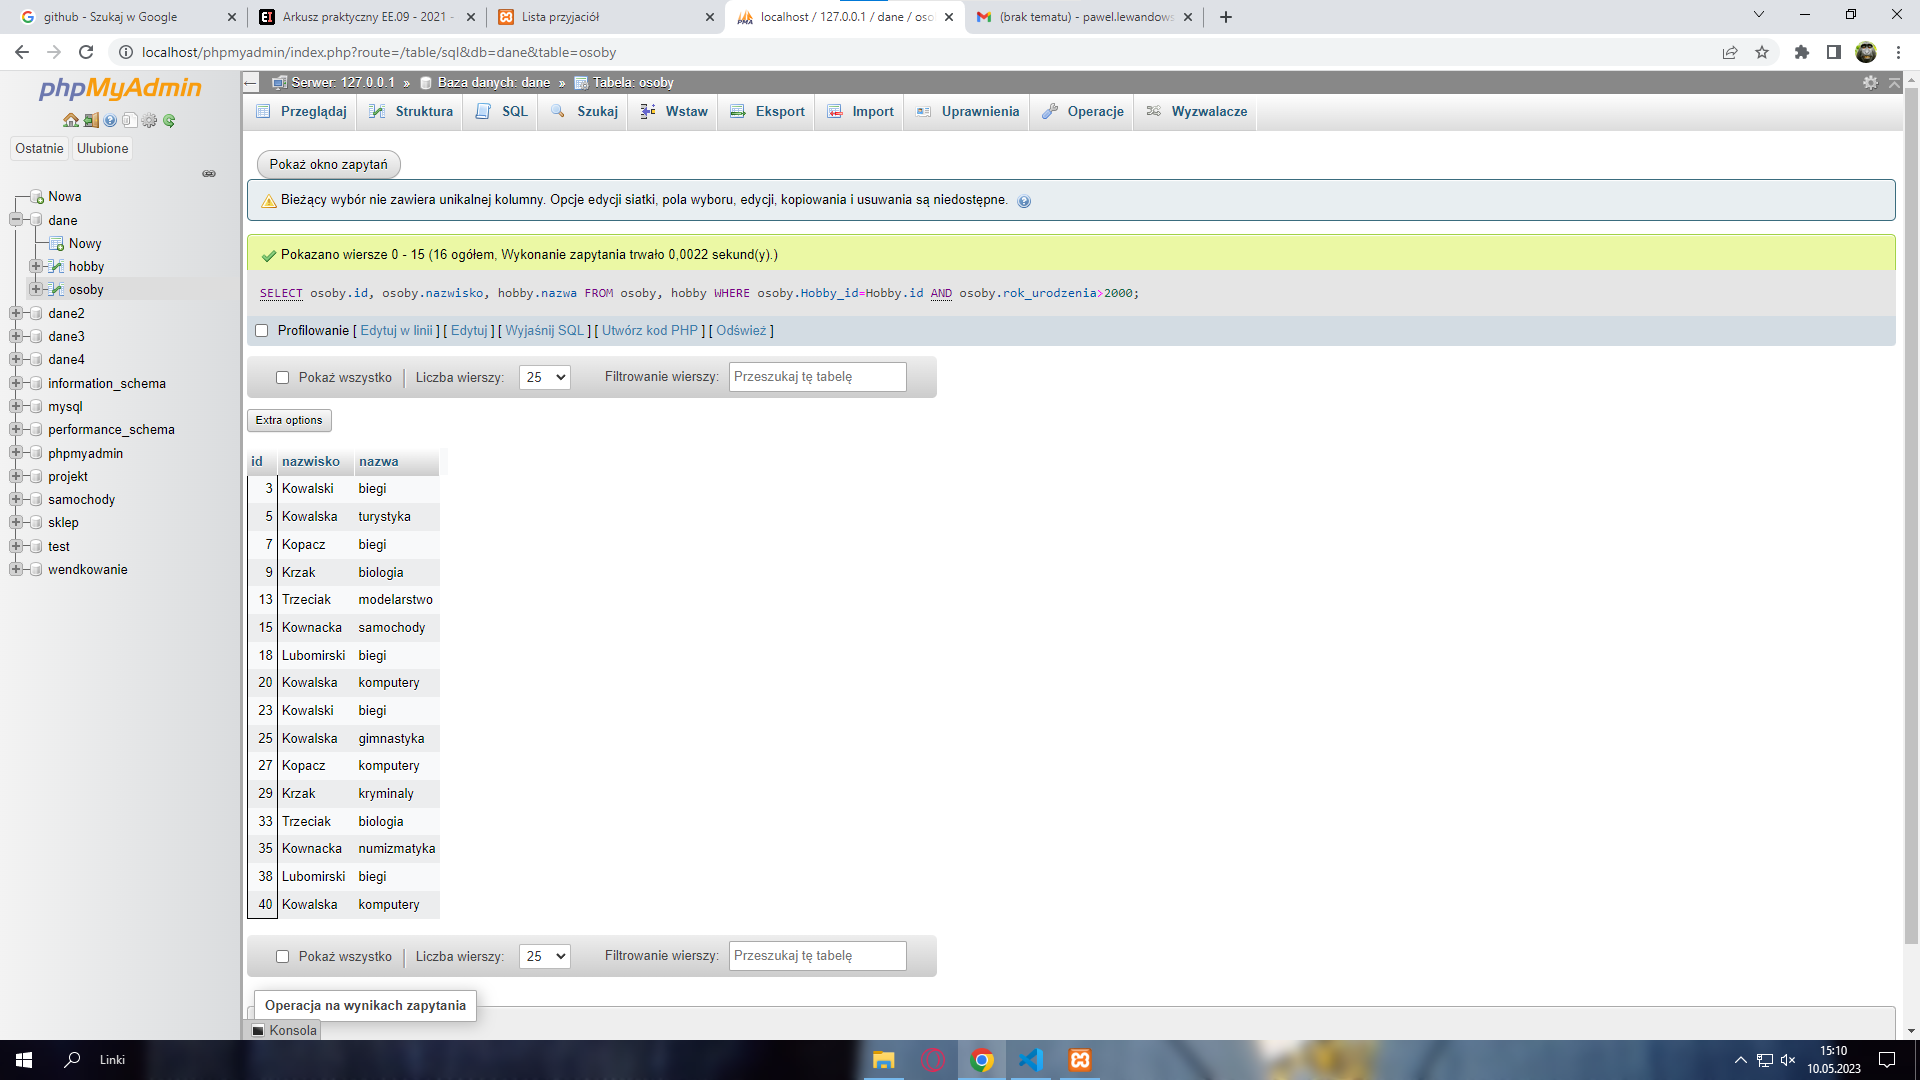 github - Szukaj w Google
Arkusz praktyczny EE.09 - 2021 -
Lista przyjaciół
localhost / 127.0.0.1 / dane / oso
(brak tematu) - pawel.lewandows
localhost/phpmyadmin/index.php?route=/table/sql&db=dane&table=osoby
phpMyAdmin
Ostatnie
Ulubione
Nowa
dane
Nowy
hobby
osoby
dane2
dane3
dane4
information_schema
mysql
performance_schema
phpmyadmin
projekt
samochody
sklep
test
wendkowanie
Serwer: 127.0.0.1 » Baza danych: dane » Tabela: osoby
Przeglądaj Struktura SQL Szukaj Wstaw Eksport Import Uprawnienia Operacje Wyzwalacze
Pokaż okno zapytań
Bieżący wybór nie zawiera unikalnej kolumny. Opcje edycji siatki, pola wyboru, edycji, kopiowania i usuwania są niedostępne.
Pokazano wiersze 0 - 15 (16 ogółem, Wykonanie zapytania trwało 0,0022 sekund(y).)
SELECT osoby.id, osoby.nazwisko, hobby.nazwa FROM osoby, hobby WHERE osoby.Hobby_id=Hobby.id AND osoby.rok_urodzenia>2000;
Profilowanie [ Edytuj w linii ] [ Edytuj ] [ Wyjaśnij SQL ] [ Utwórz kod PHP ] [ Odśwież ]
Pokaż wszystko | Liczba wierszy: 25 Filtrowanie wierszy: Przeszukaj tę tabelę
Extra options
id nazwisko nazwa
3 Kowalski biegi
5 Kowalska turystyka
7 Kopacz biegi
9 Krzak biologia
13 Trzeciak modelarstwo
15 Kownacka samochody
18 Lubomirski biegi
20 Kowalska komputery
23 Kowalski biegi
25 Kowalska gimnastyka
27 Kopacz komputery
29 Krzak kryminaly
33 Trzeciak biologia
35 Kownacka numizmatyka
38 Lubomirski biegi
40 Kowalska komputery
Pokaż wszystko | Liczba wierszy: 25 Filtrowanie wierszy: Przeszukaj tę tabelę
Operacja na wynikach zapytania
Konsola
Linki
15:10
10.05.2023